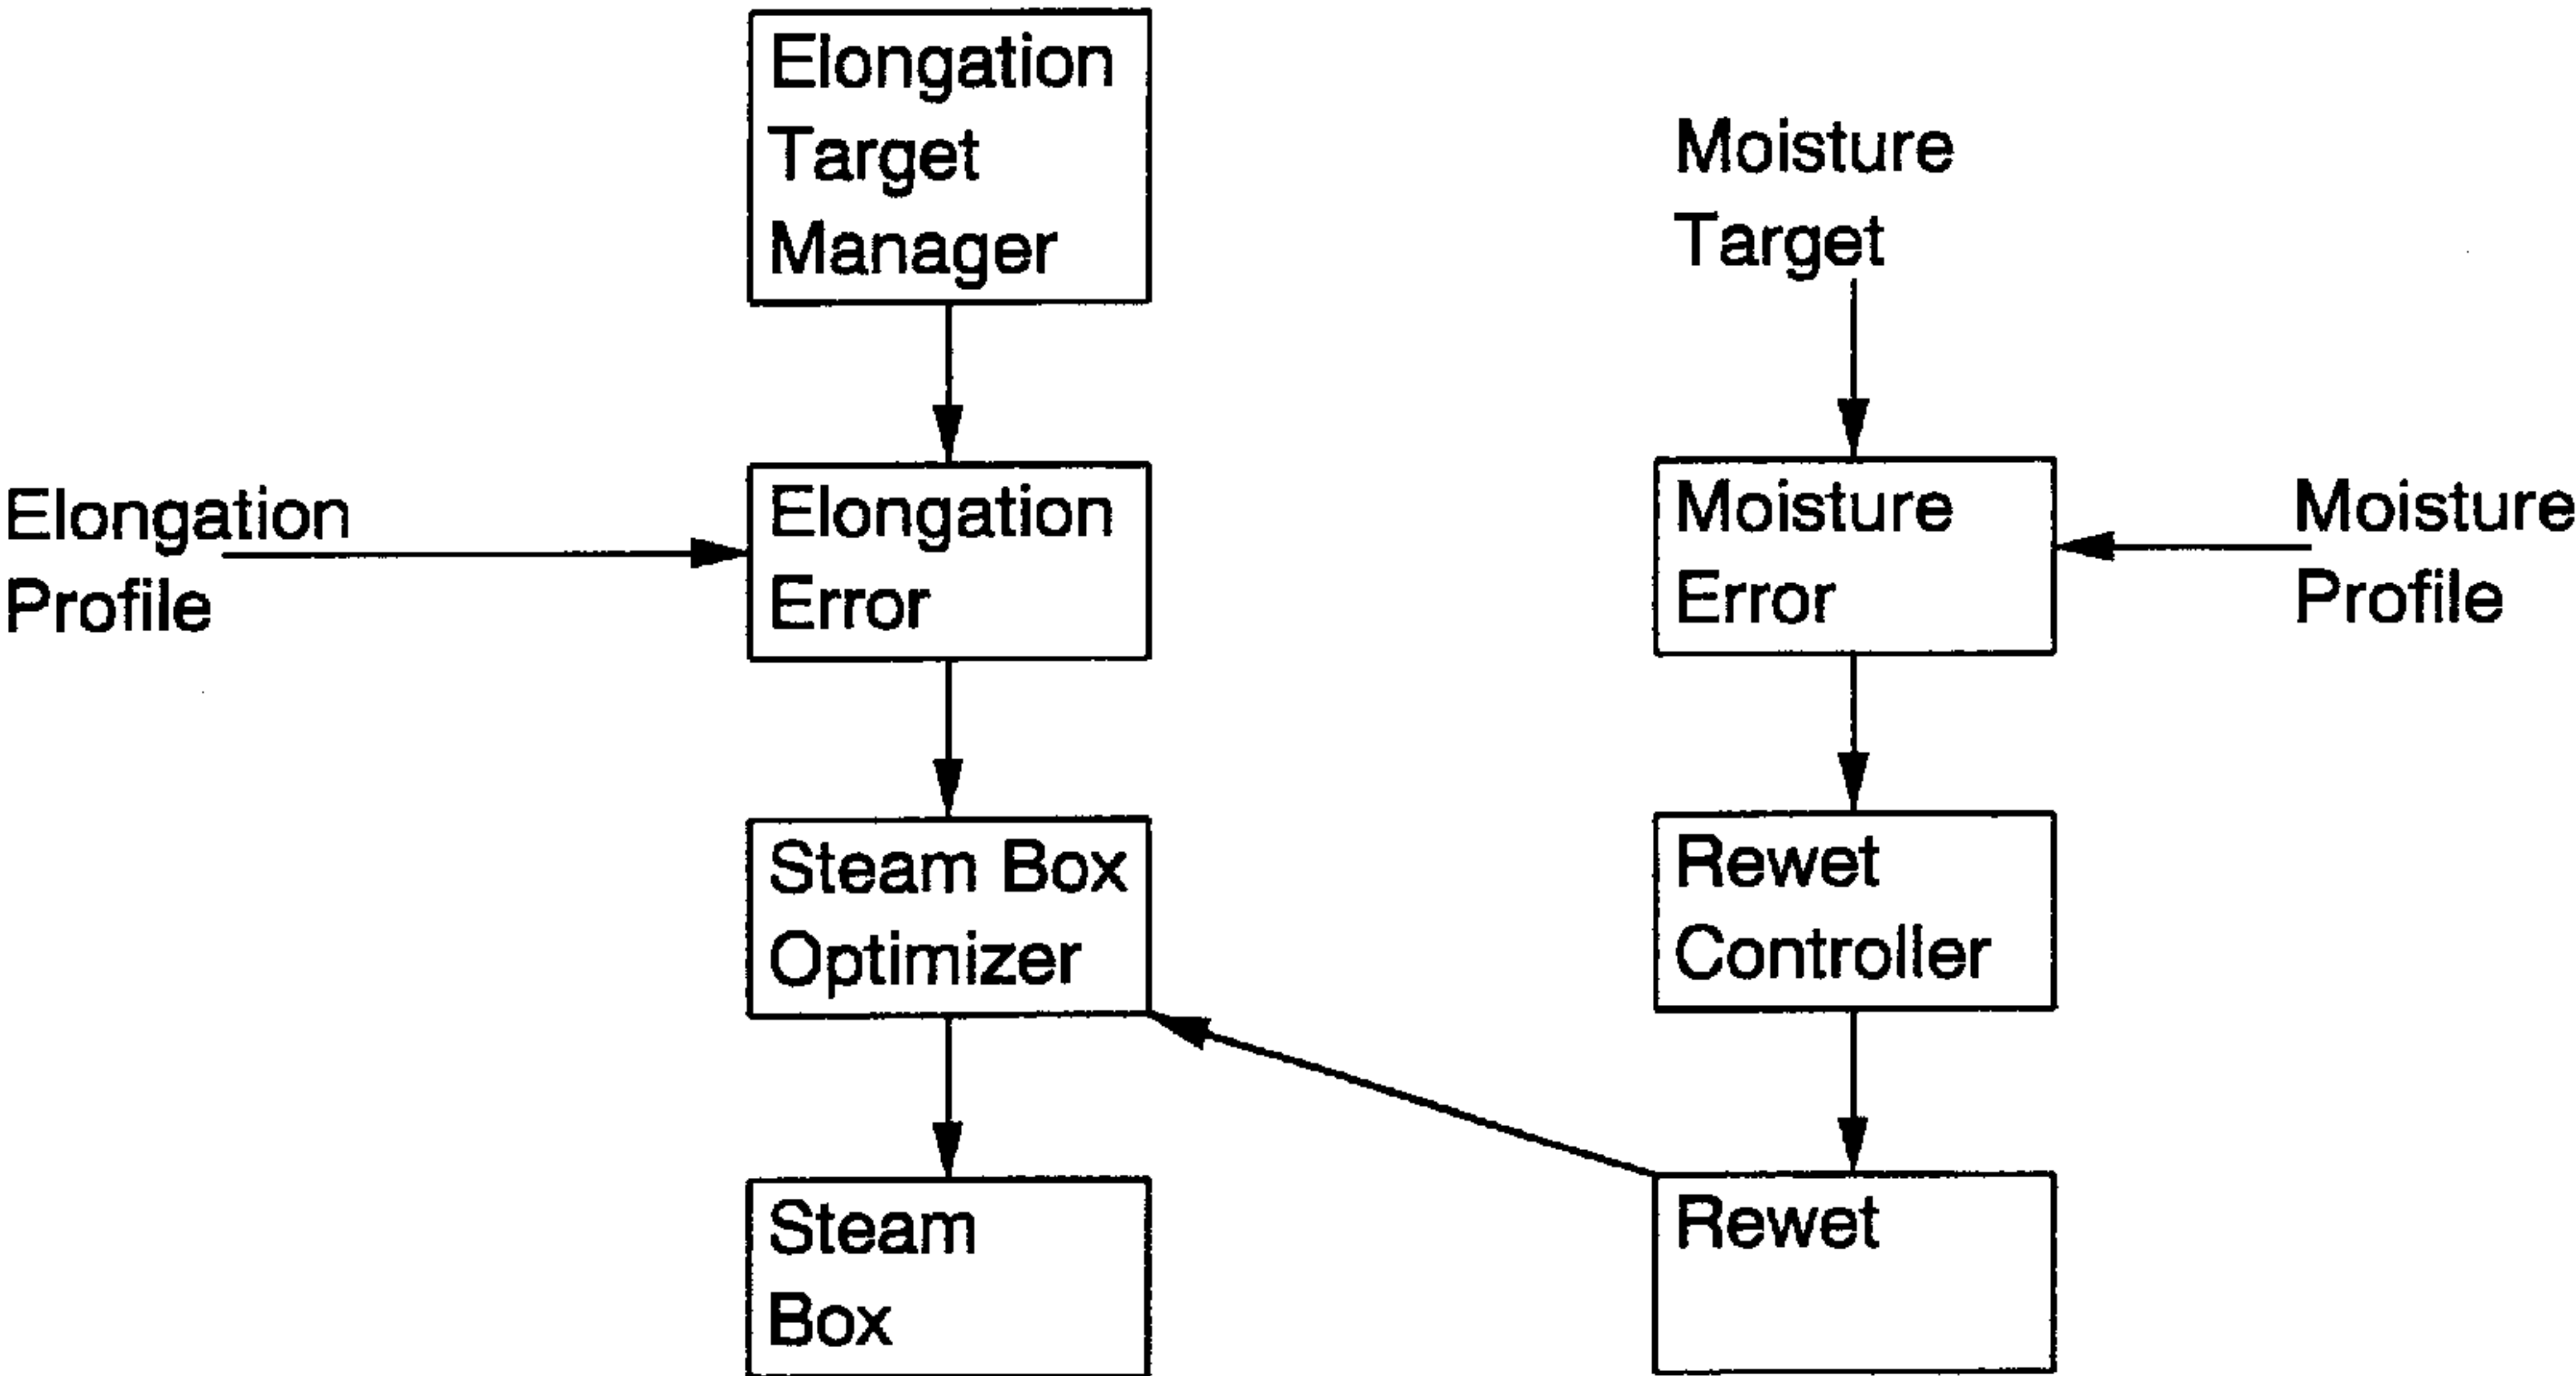 Elongation
Target
Manager
Moisture
Target
Elongation
Profile
Elongation
Error
Moisture
Error
Moisture
Profile
Steam Box
Optimizer
Rewet
Controller
Steam
Box
Rewet